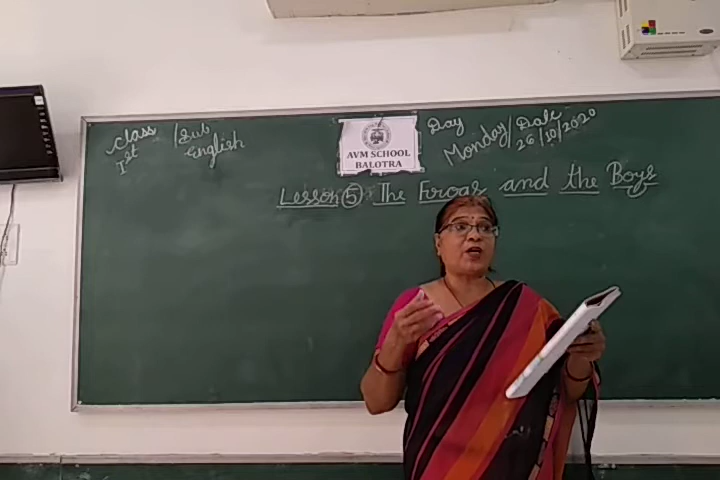 Class /Sub
Ist English
AVM SCHOOL
BALOTRA
Day
Monday/Date
26/10/2020
Lesson 5 The Frogs and the Boys